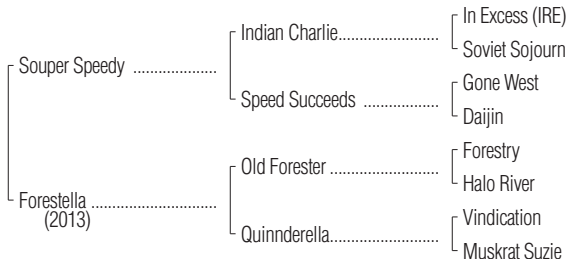 In Excess (IRE)
Indian Charlie
Soviet Sojourn
Souper Speedy
Gone West
Speed Succeeds
Daijin
Forestry
Old Forester
Halo River
Forestella
(2013)
Vindication
Quinnderella
Muskrat Suzie